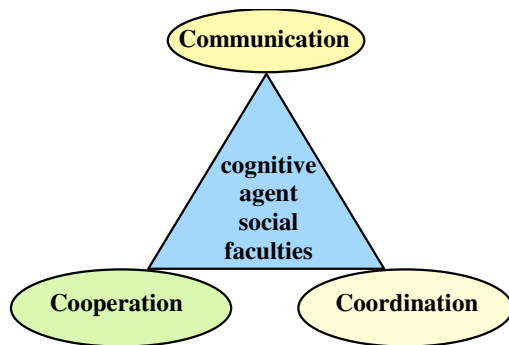 Communication
cognitive
agent
social
faculties
Cooperation
Coordination